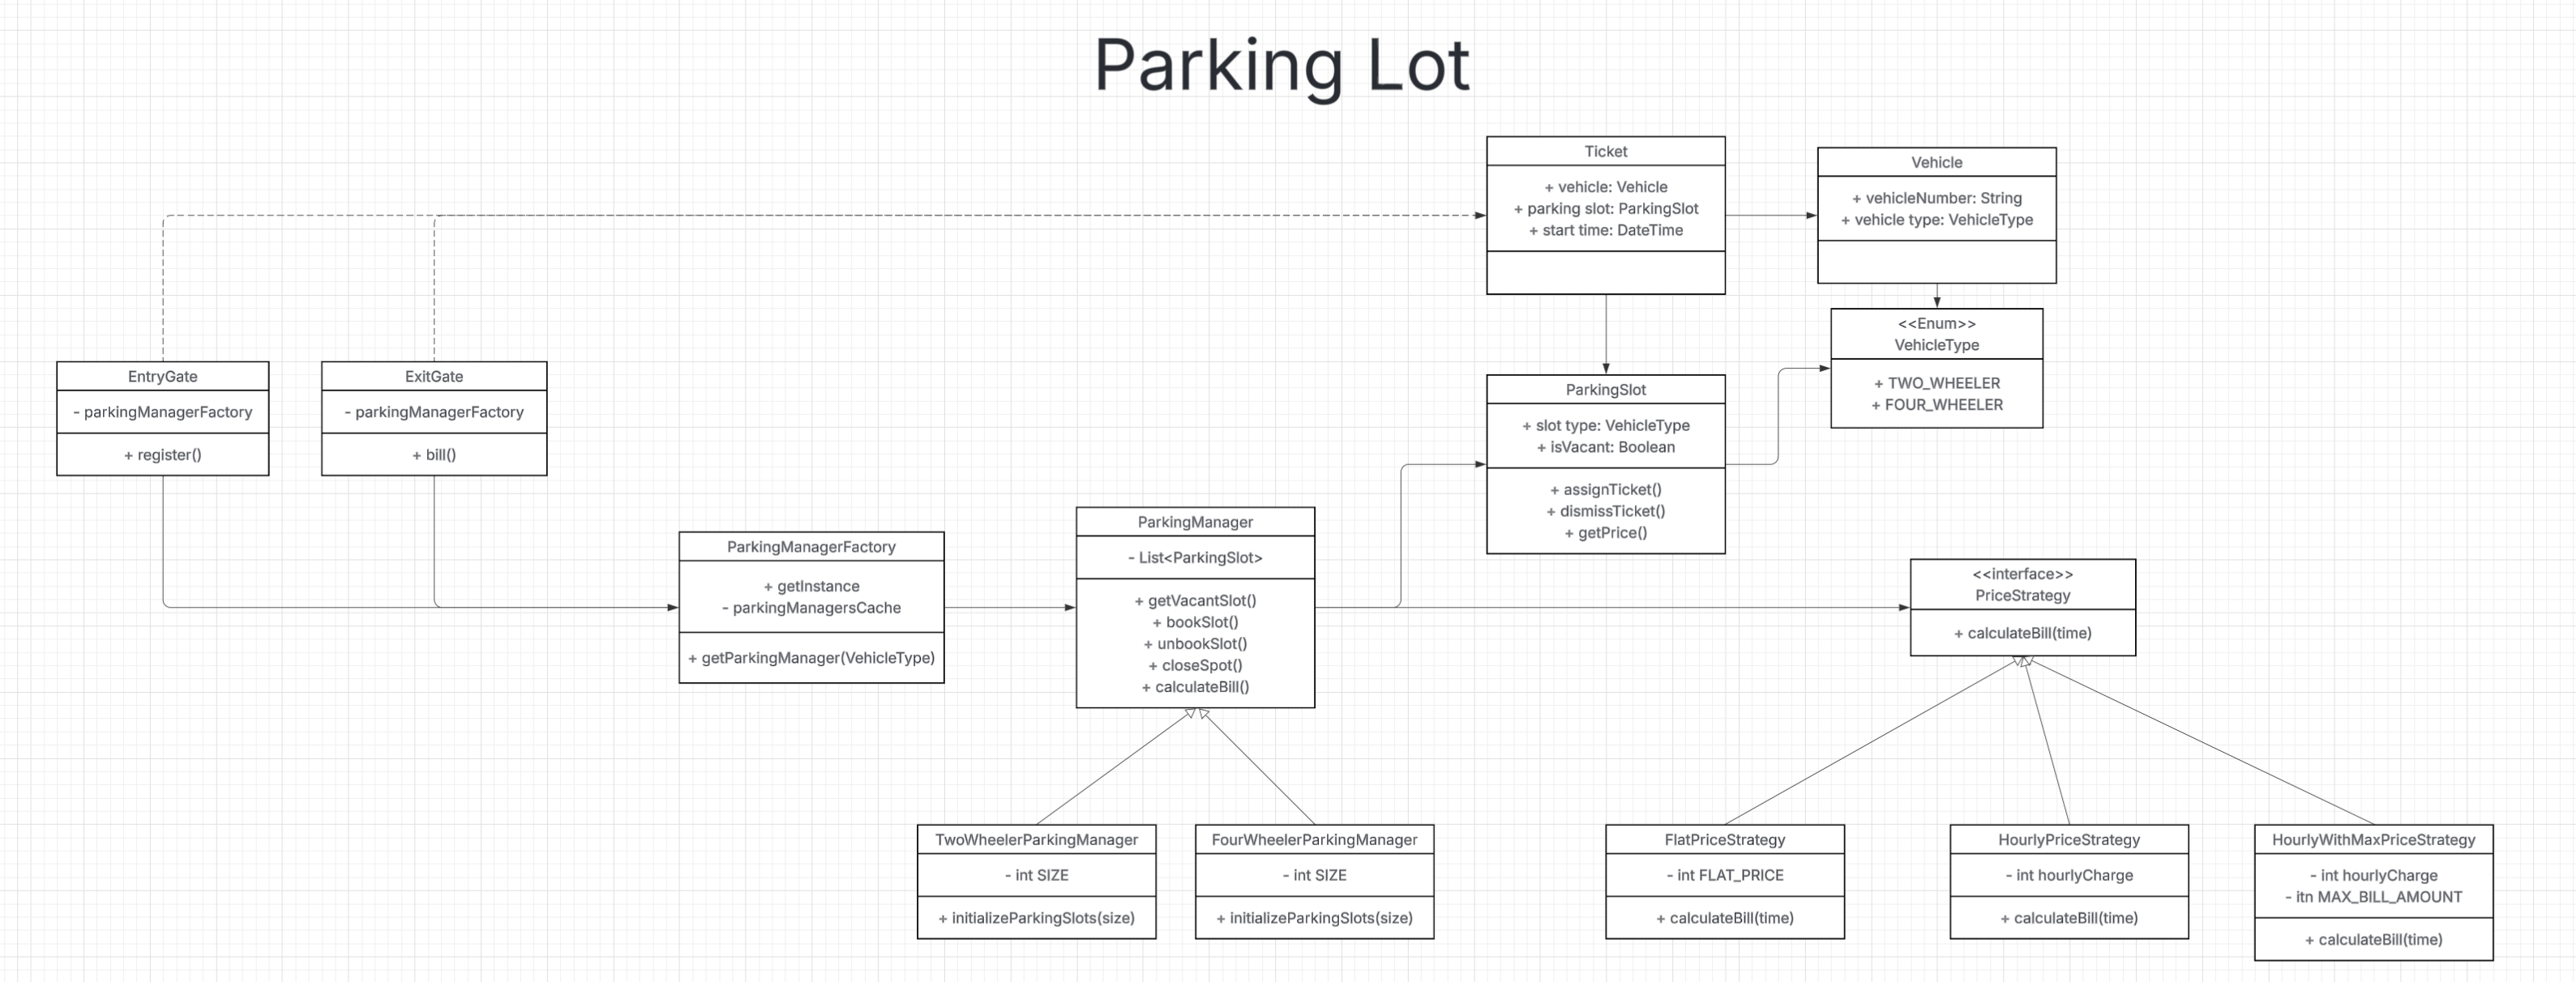 Parking Lot
Ticket
+ vehicle: Vehicle
+ parking slot: ParkingSlot
+ start time: DateTime
Vehicle
+ vehicleNumber: String
+ vehicle type: VehicleType
<<Enum>>
VehicleType
+ TWO_WHEELER
+ FOUR_WHEELER
EntryGate
- parkingManagerFactory
+ register()
ExitGate
- parkingManagerFactory
+ bill()
ParkingSlot
+ slot type: VehicleType
+ isVacant: Boolean
+ assignTicket()
+ dismissTicket()
+ getPrice()
ParkingManagerFactory
+ getInstance
- parkingManagersCache
+ getParkingManager(VehicleType)
ParkingManager
- List<ParkingSlot>
+ getVacantSlot()
+ bookSlot()
+ unbookSlot()
+ closeSpot()
+ calculateBill()
<<interface>>
PriceStrategy
+ calculateBill(time)
TwoWheelerParkingManager
- int SIZE
+ initializeParkingSlots(size)
FourWheelerParkingManager
- int SIZE
+ initializeParkingSlots(size)
FlatPriceStrategy
- int FLAT_PRICE
+ calculateBill(time)
HourlyPriceStrategy
- int hourlyCharge
+ calculateBill(time)
HourlyWithMaxPriceStrategy
- int hourlyCharge
- itn MAX_BILL_AMOUNT
+ calculateBill(time)